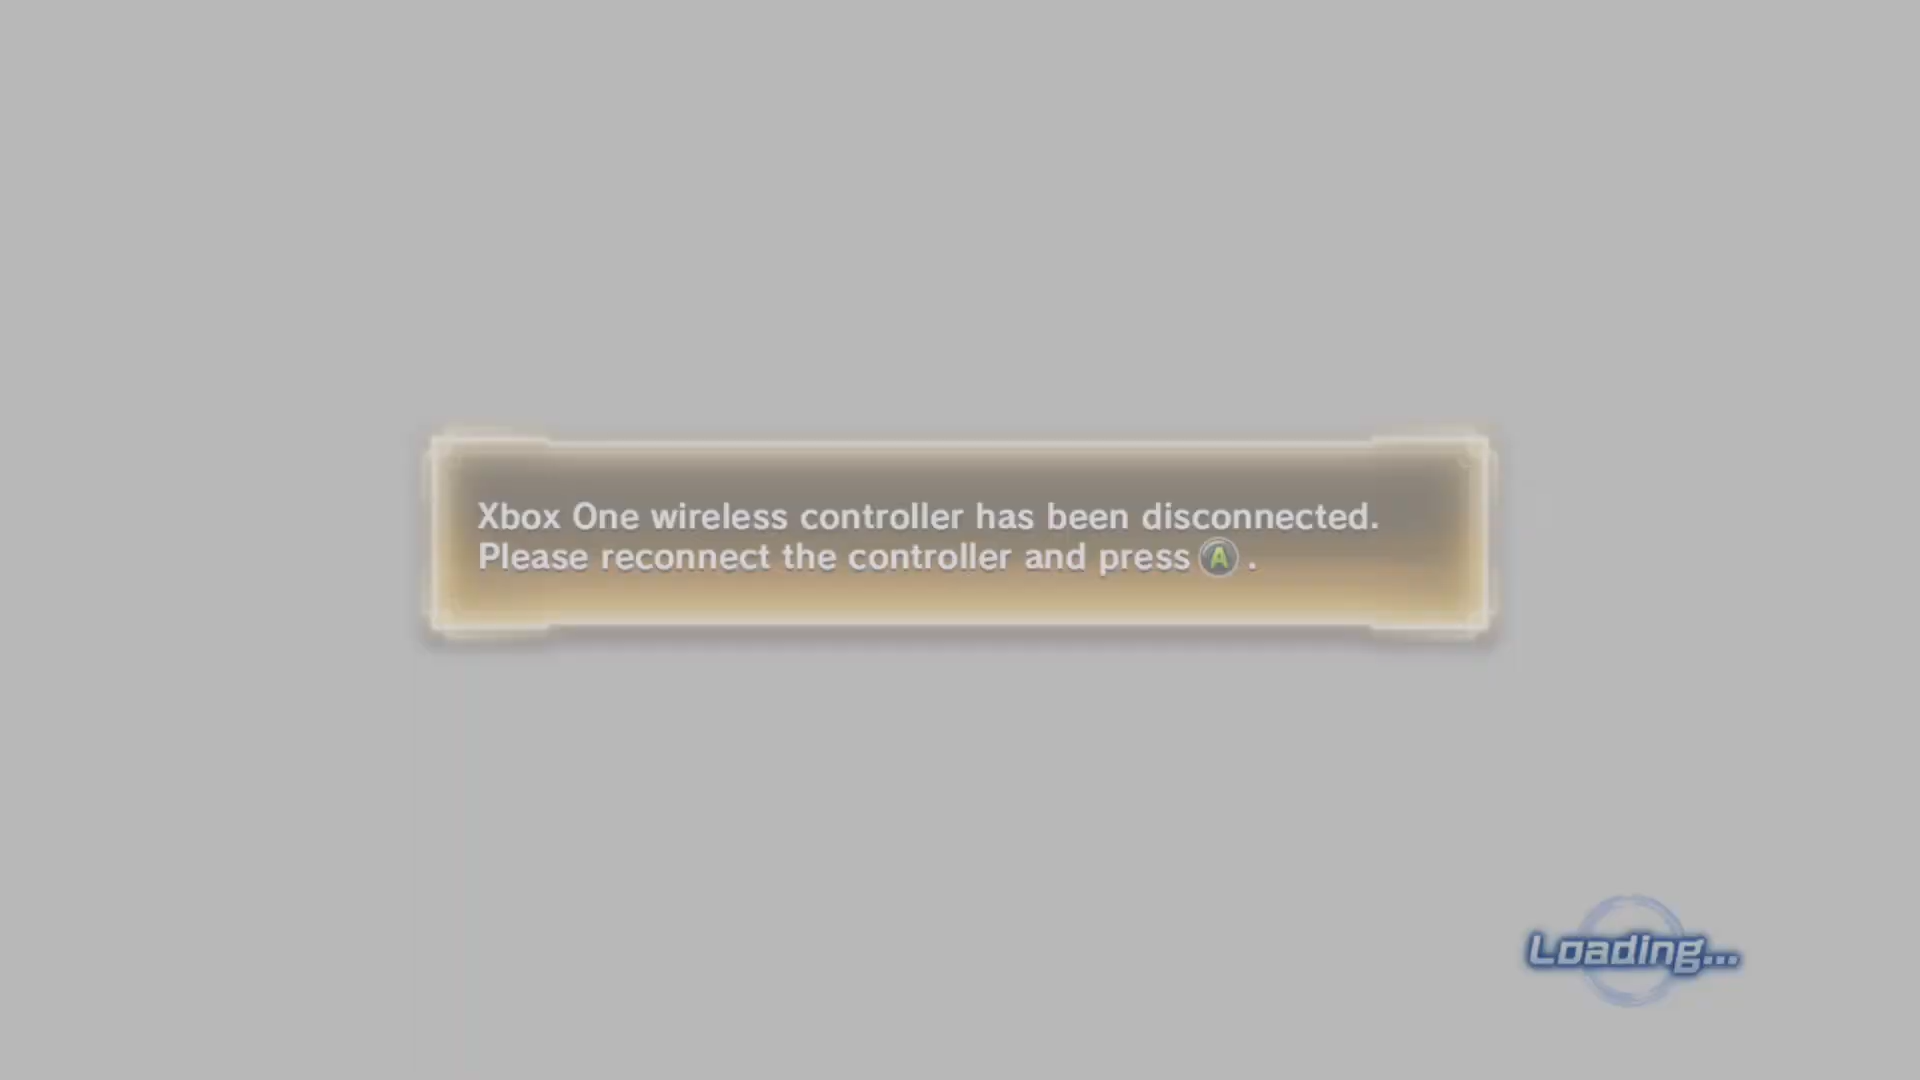 Xbox One wireless controller has been disconnected.
Please reconnect the controller and press A .
Loading...